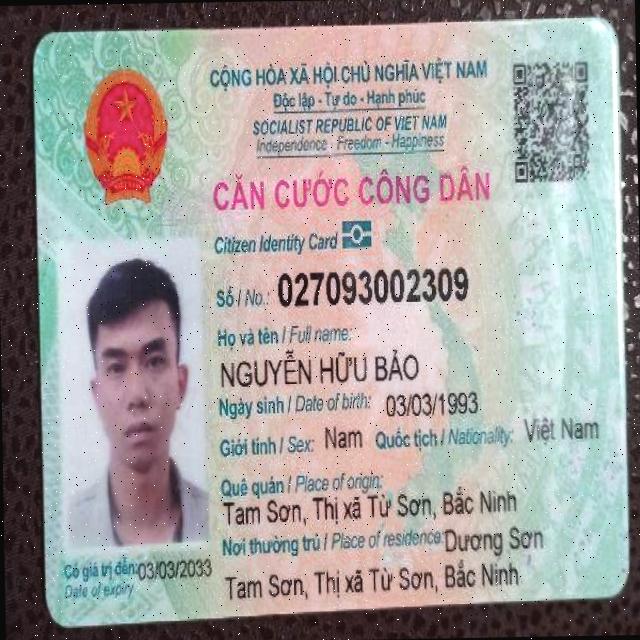 CỘNG HÒA XÃ HỘI CHỦ NGHĨA VIỆT NAM
Độc lập - Tự do - Hạnh phúc
SOCIALIST REPUBLIC OF VIET NAM
Independence - Freedom - Happiness
CĂN CƯỚC CÔNG DÂN
Citizen Identity Card
Số / No.: 027093002309
Họ và tên / Full name:
NGUYỄN HỮU BẢO
Ngày sinh / Date of birth: 03/03/1993
Giới tính / Sex: Nam Quốc tịch / Nationality: Việt Nam
Quê quán / Place of origin:
Tam Sơn, Thị xã Từ Sơn, Bắc Ninh
Nơi thường trú / Place of residence: Dương Sơn
Tam Sơn, Thị xã Từ Sơn, Bắc Ninh
Có giá trị đến: 03/03/2033
Date of expiry